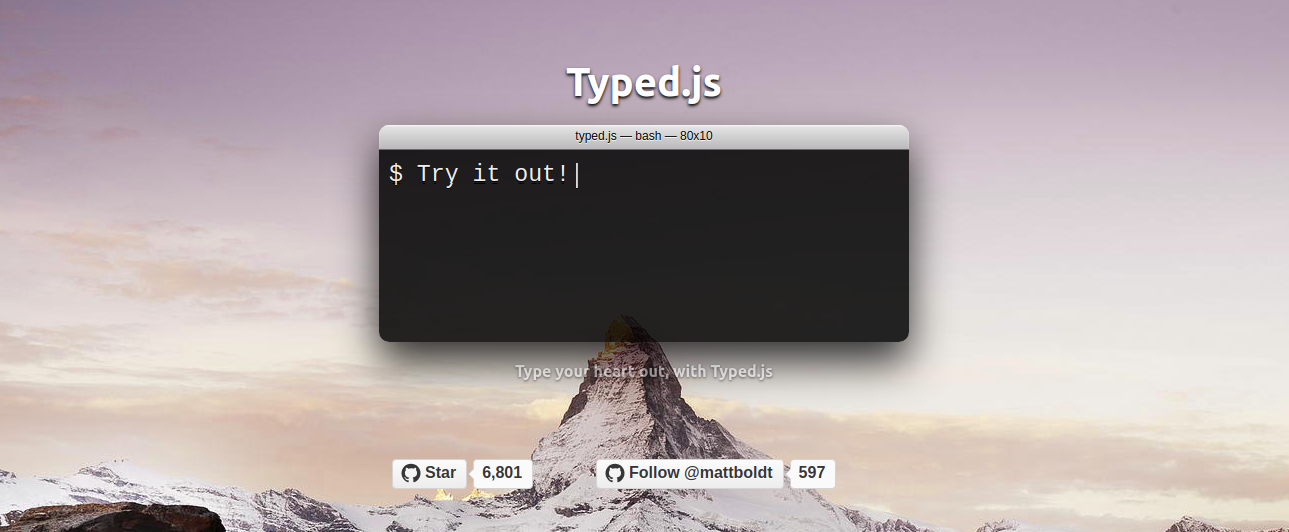 Typed.js
typed.js — bash — 80x10
$ Try it out!|
Type your heart out, with Typed.js
Star 6,801 Follow @mattboldt 597